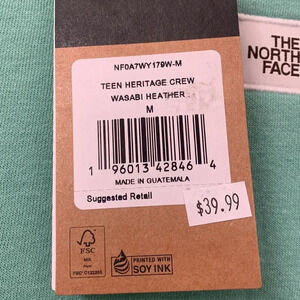 NF0A7WY179W-M
TEEN HERITAGE CREW
WASABI HEATHER
M
1 96013 42846 4
MADE IN GUATEMALA
Suggested Retail
$39.99
FSC
MIX
PRINTED WITH
SOY INK
THE
NORTH
FACE